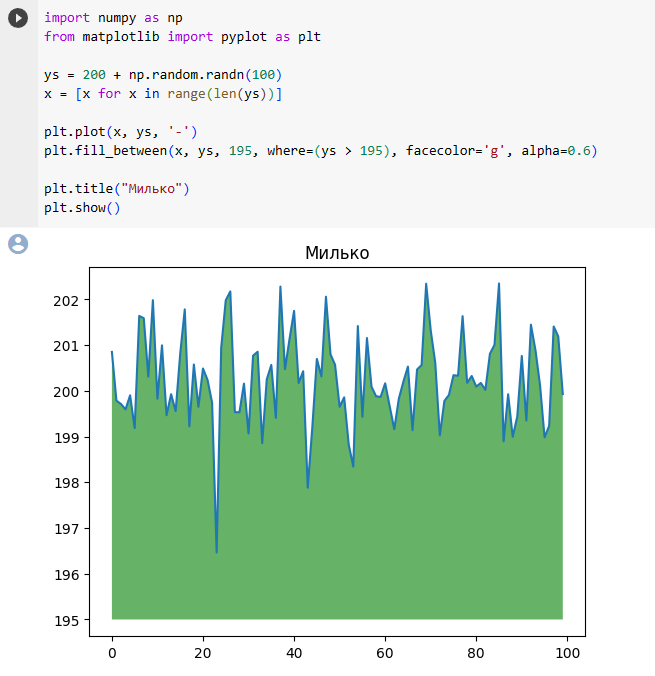 import numpy as np
from matplotlib import pyplot as plt
ys = 200 + np.random.randn(100)
x = [x for x in range(len(ys))]
plt.plot(x, ys, '-')
plt.fill_between(x, ys, 195, where=(ys > 195), facecolor='g', alpha=0.6)
plt.title("Милько")
plt.show()
Милько
202
201
200
199
198
197
196
195
0 20 40 60 80 100